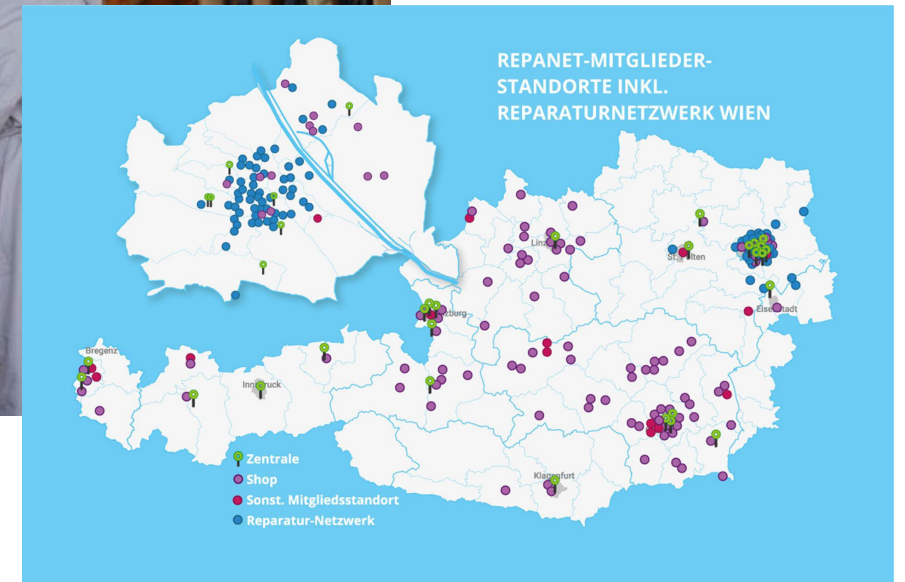 REPANET-MITGLIEDER-
STANDORTE INKL.
REPARATURNETZWERK WIEN
Linz
St. Pölten
Eisenstadt
Bregenz
Innsbruck
Klagenfurt
Zentrale
Shop
Sonst. Mitgliedsstandort
Reparatur-Netzwerk